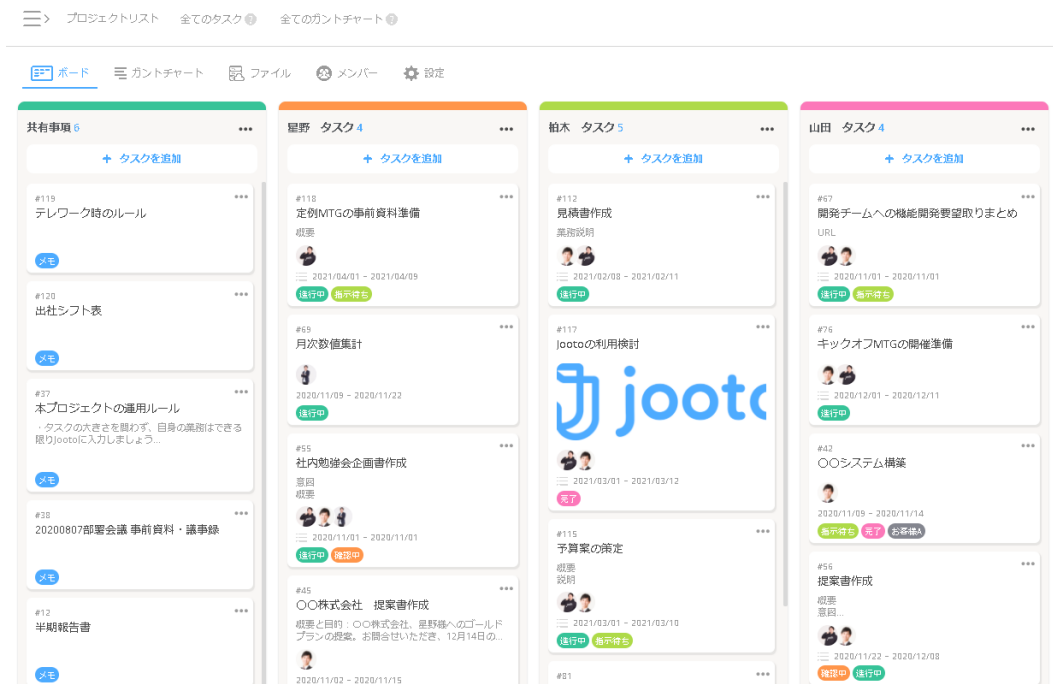 プロジェクトリスト 全てのタスク ? 全てのガントチャート ?
ボード ガントチャート ファイル メンバー 設定
共有事項 6
+ タスクを追加
#119
テレワーク時のルール
メモ
#120
出社シフト表
メモ
#37
本プロジェクトの運用ルール
・タスクの大きさを問わず、自身の業務はできる
限りJootoに入力しましょう...
メモ
#38
20200807部署会議 事前資料・議事録
メモ
#12
半期報告書
メモ
星野 タスク 4
+ タスクを追加
#118
定例MTGの事前資料準備
概要
2021/04/01 - 2021/04/09
進行中 指示待ち
#69
月次数値集計
2020/11/09 - 2020/11/22
進行中
#55
社内勉強会企画書作成
意図
概要
2020/11/01 - 2020/11/01
進行中 確認中
#45
〇〇株式会社 提案書作成
概要と目的：〇〇株式会社、星野様へのゴールド
プランの提案。お問合せいただき、12月14日の...
2020/11/02 - 2020/11/15
柏木 タスク 5
+ タスクを追加
#112
見積書作成
業務説明
2021/02/08 - 2021/02/11
進行中
#117
Jootoの利用検討
jooto
2021/03/01 - 2021/03/12
完了
#115
予算案の策定
概要
説明
2021/03/01 - 2021/03/10
進行中 指示待ち
#81
山田 タスク 4
+ タスクを追加
#67
開発チームへの機能開発要望取りまとめ
URL
2020/11/01 - 2020/11/01
進行中 指示待ち
#76
キックオフMTGの開催準備
2020/12/01 - 2020/12/11
進行中
#42
〇〇システム構築
2020/11/09 - 2020/11/14
指示待ち 完了 お客様A
#56
提案書作成
概要
意図...
2020/11/22 - 2020/12/08
確認中 進行中